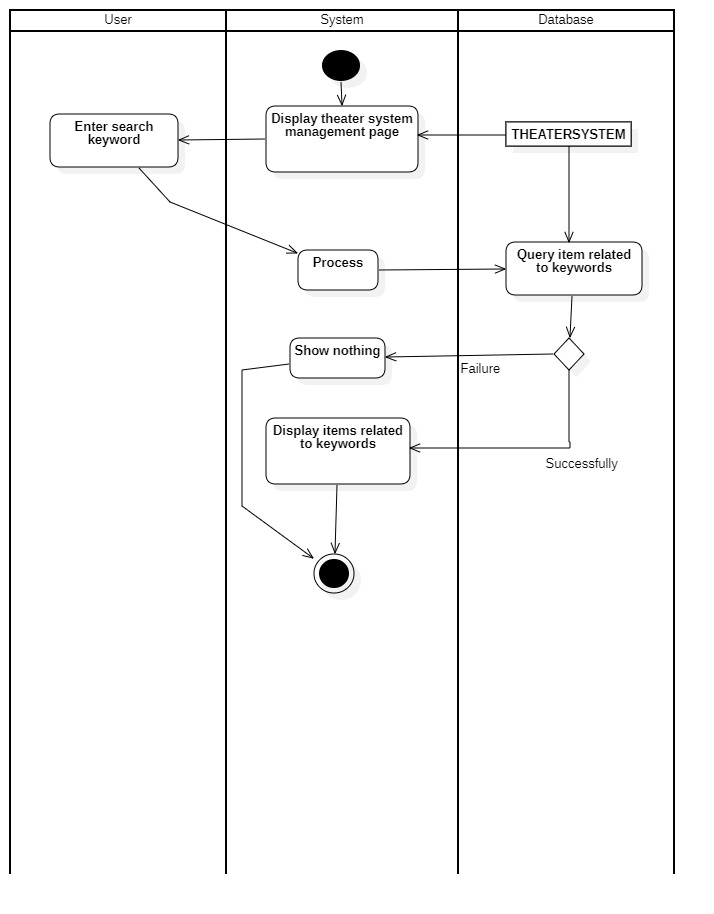 User
System
Database
Display theater system
management page
Enter search
keyword
THEATERSYSTEM
Process
Query item related
to keywords
Show nothing
Failure
Display items related
to keywords
Successfully